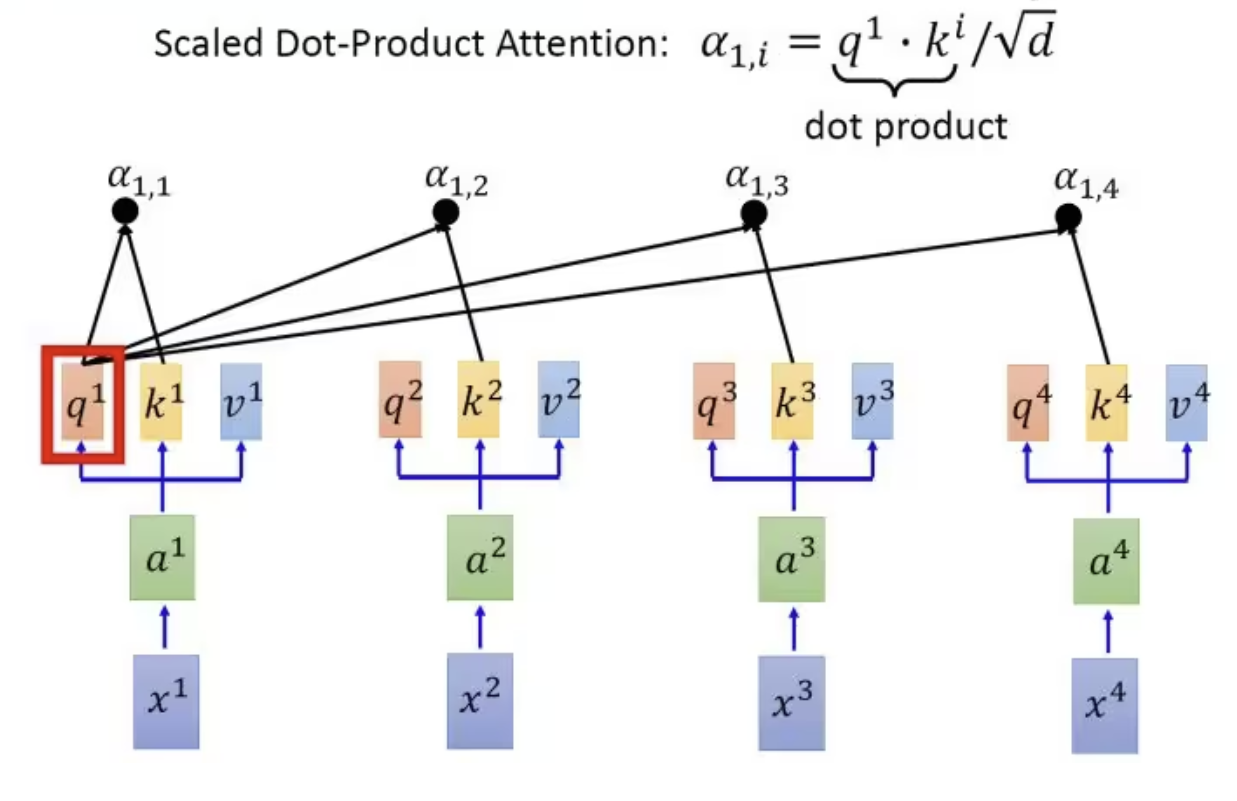 Scaled Dot-Product Attention: α₁,ᵢ = q¹ · kⁱ/√d
dot product
α₁,₁ α₁,₂ α₁,₃ α₁,₄
q¹ k¹ v¹ q² k² v² q³ k³ v³ q⁴ k⁴ v⁴
a¹ a² a³ a⁴
x¹ x² x³ x⁴